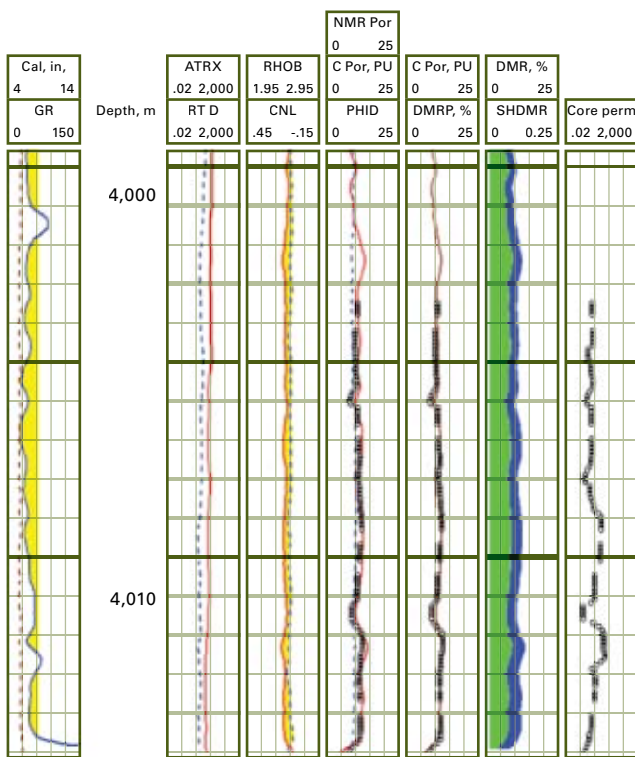 NMR Por
0 25
Cal, in,
4 14
ATRX
.02 2,000
RHOB
1.95 2.95
C Por, PU
0 25
C Por, PU
0 25
DMR, %
0 25
GR
0 150
Depth, m
RT D
.02 2,000
CNL
.45 -.15
PHID
0 25
DMRP, %
0 25
SHDMR
0 0.25
Core perm
.02 2,000
4,000
4,010